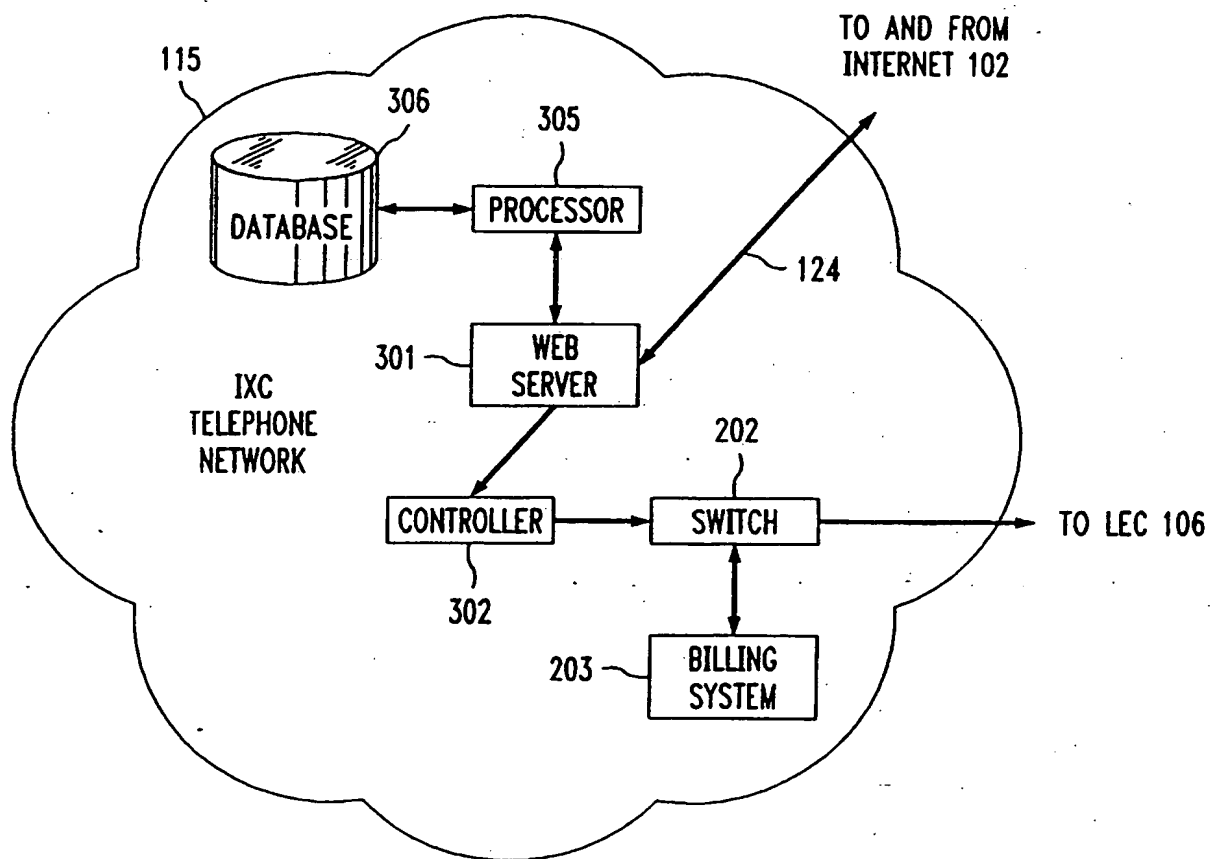 TO AND FROM
INTERNET 102
115
306
305
DATABASE
PROCESSOR
124
301
WEB
SERVER
IXC
TELEPHONE
NETWORK
202
CONTROLLER
SWITCH
TO LEC 106
302
203
BILLING
SYSTEM